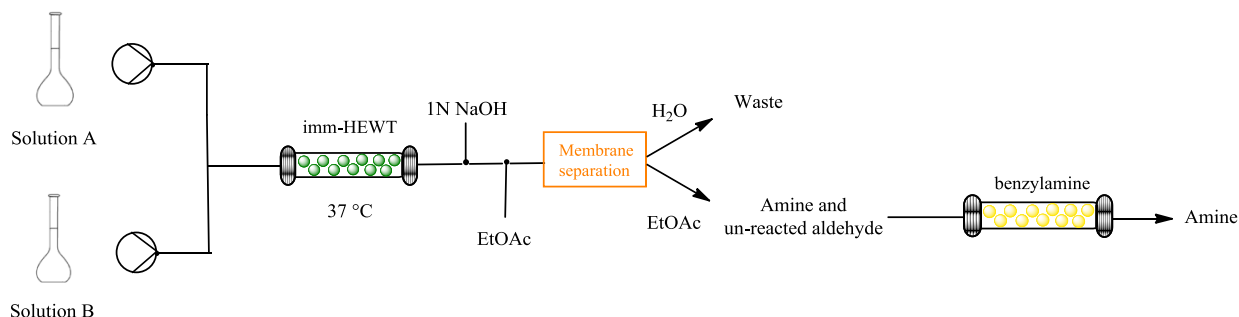 Solution A
Solution B
imm-HEWT
37 °C
1N NaOH
EtOAc
Membrane
separation
H₂O
Waste
EtOAc
Amine and
un-reacted aldehyde
benzylamine
Amine